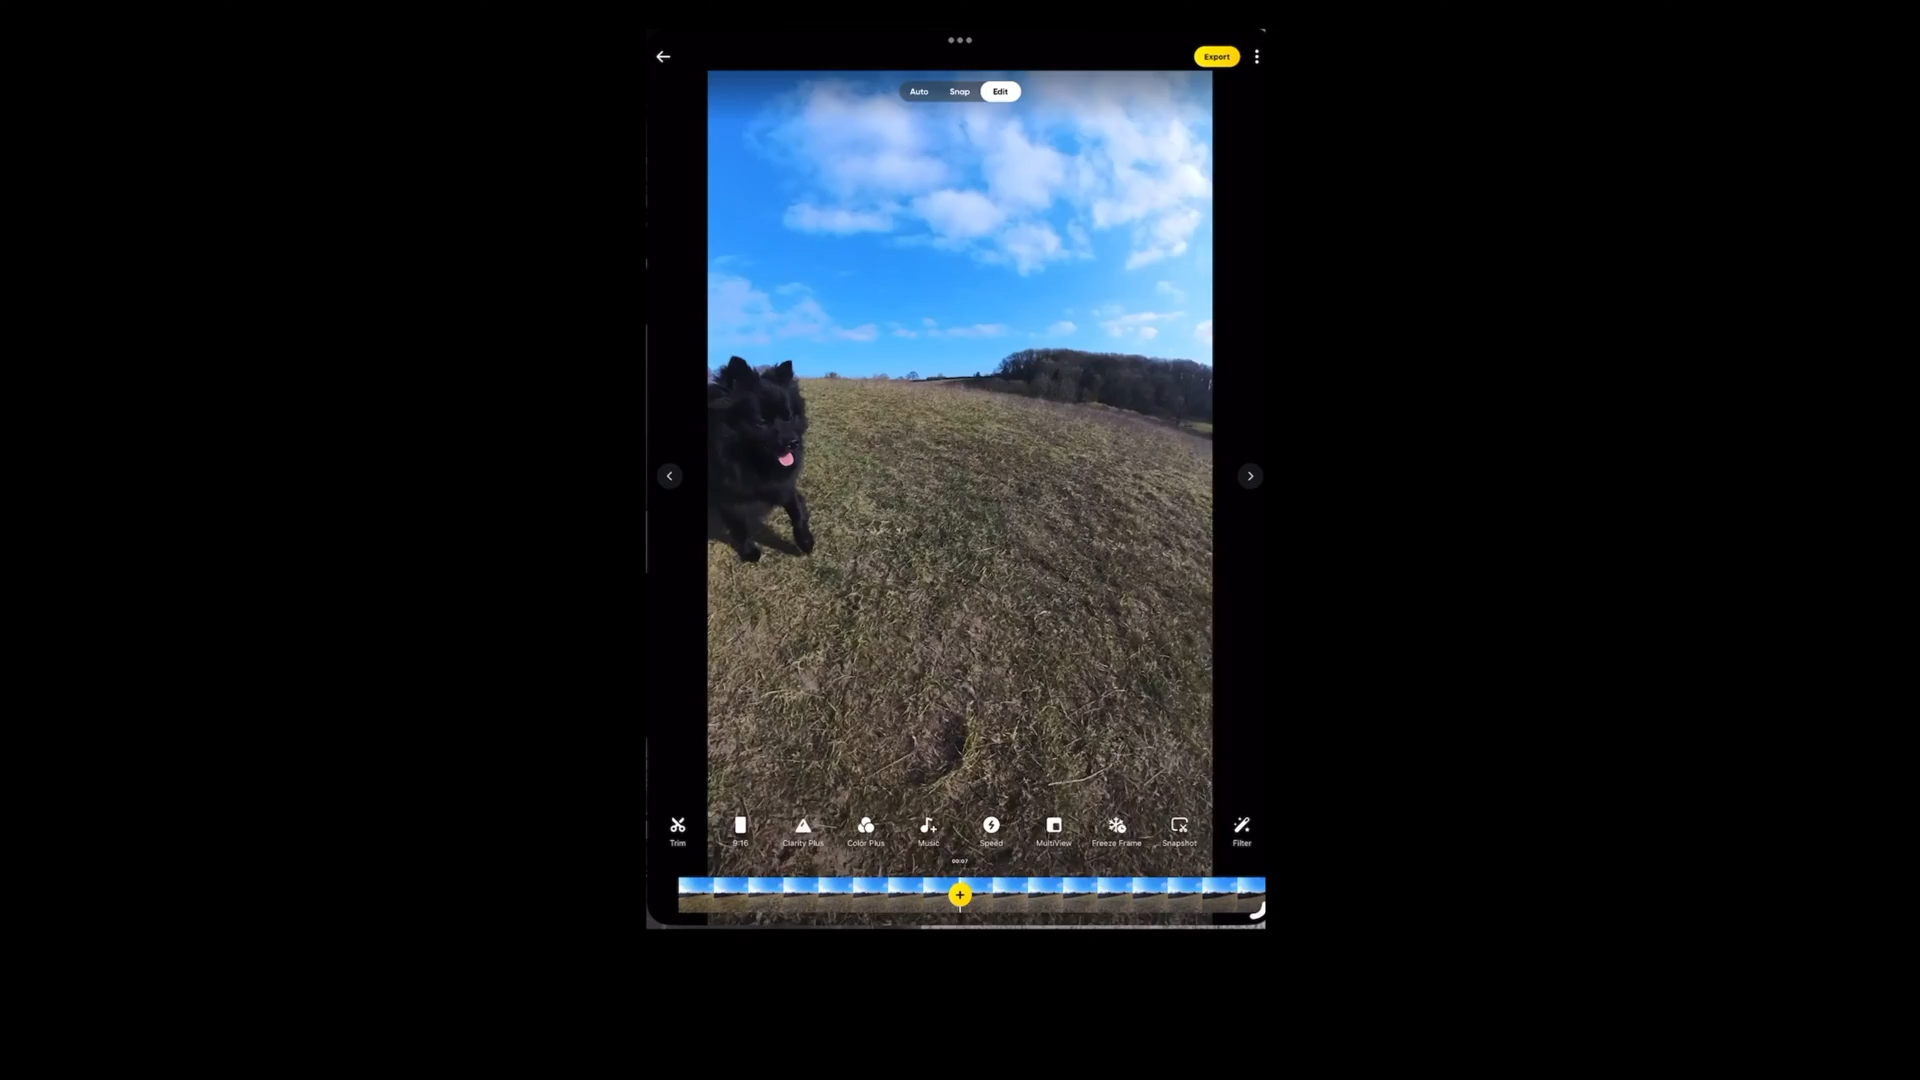 Export
Auto Snap Edit
Trim 9:16 Clarity Plus Color Plus Music Speed MultiView Freeze Frame Snapshot Filter
00:07